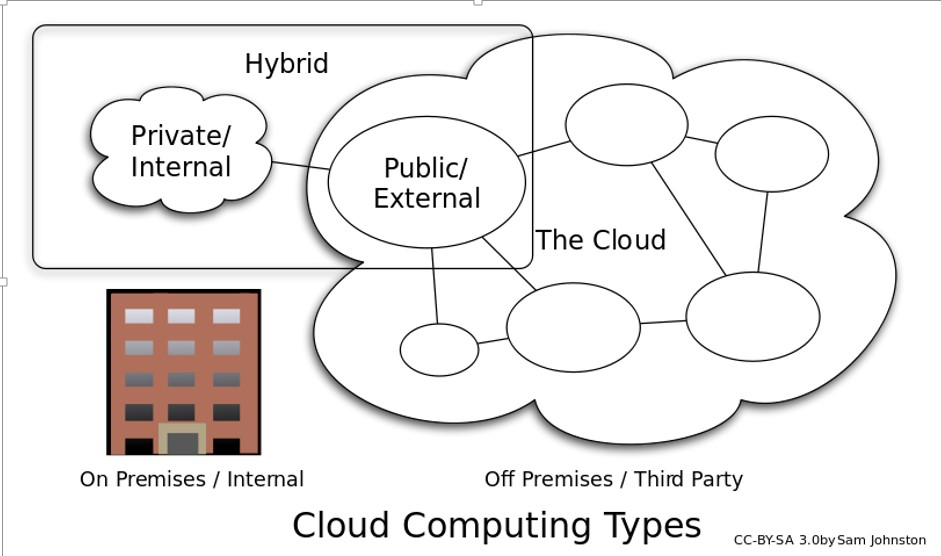 Hybrid
Private/
Internal
Public/
External
The Cloud
On Premises / Internal
Off Premises / Third Party
Cloud Computing Types
CC-BY-SA 3.0 by Sam Johnston